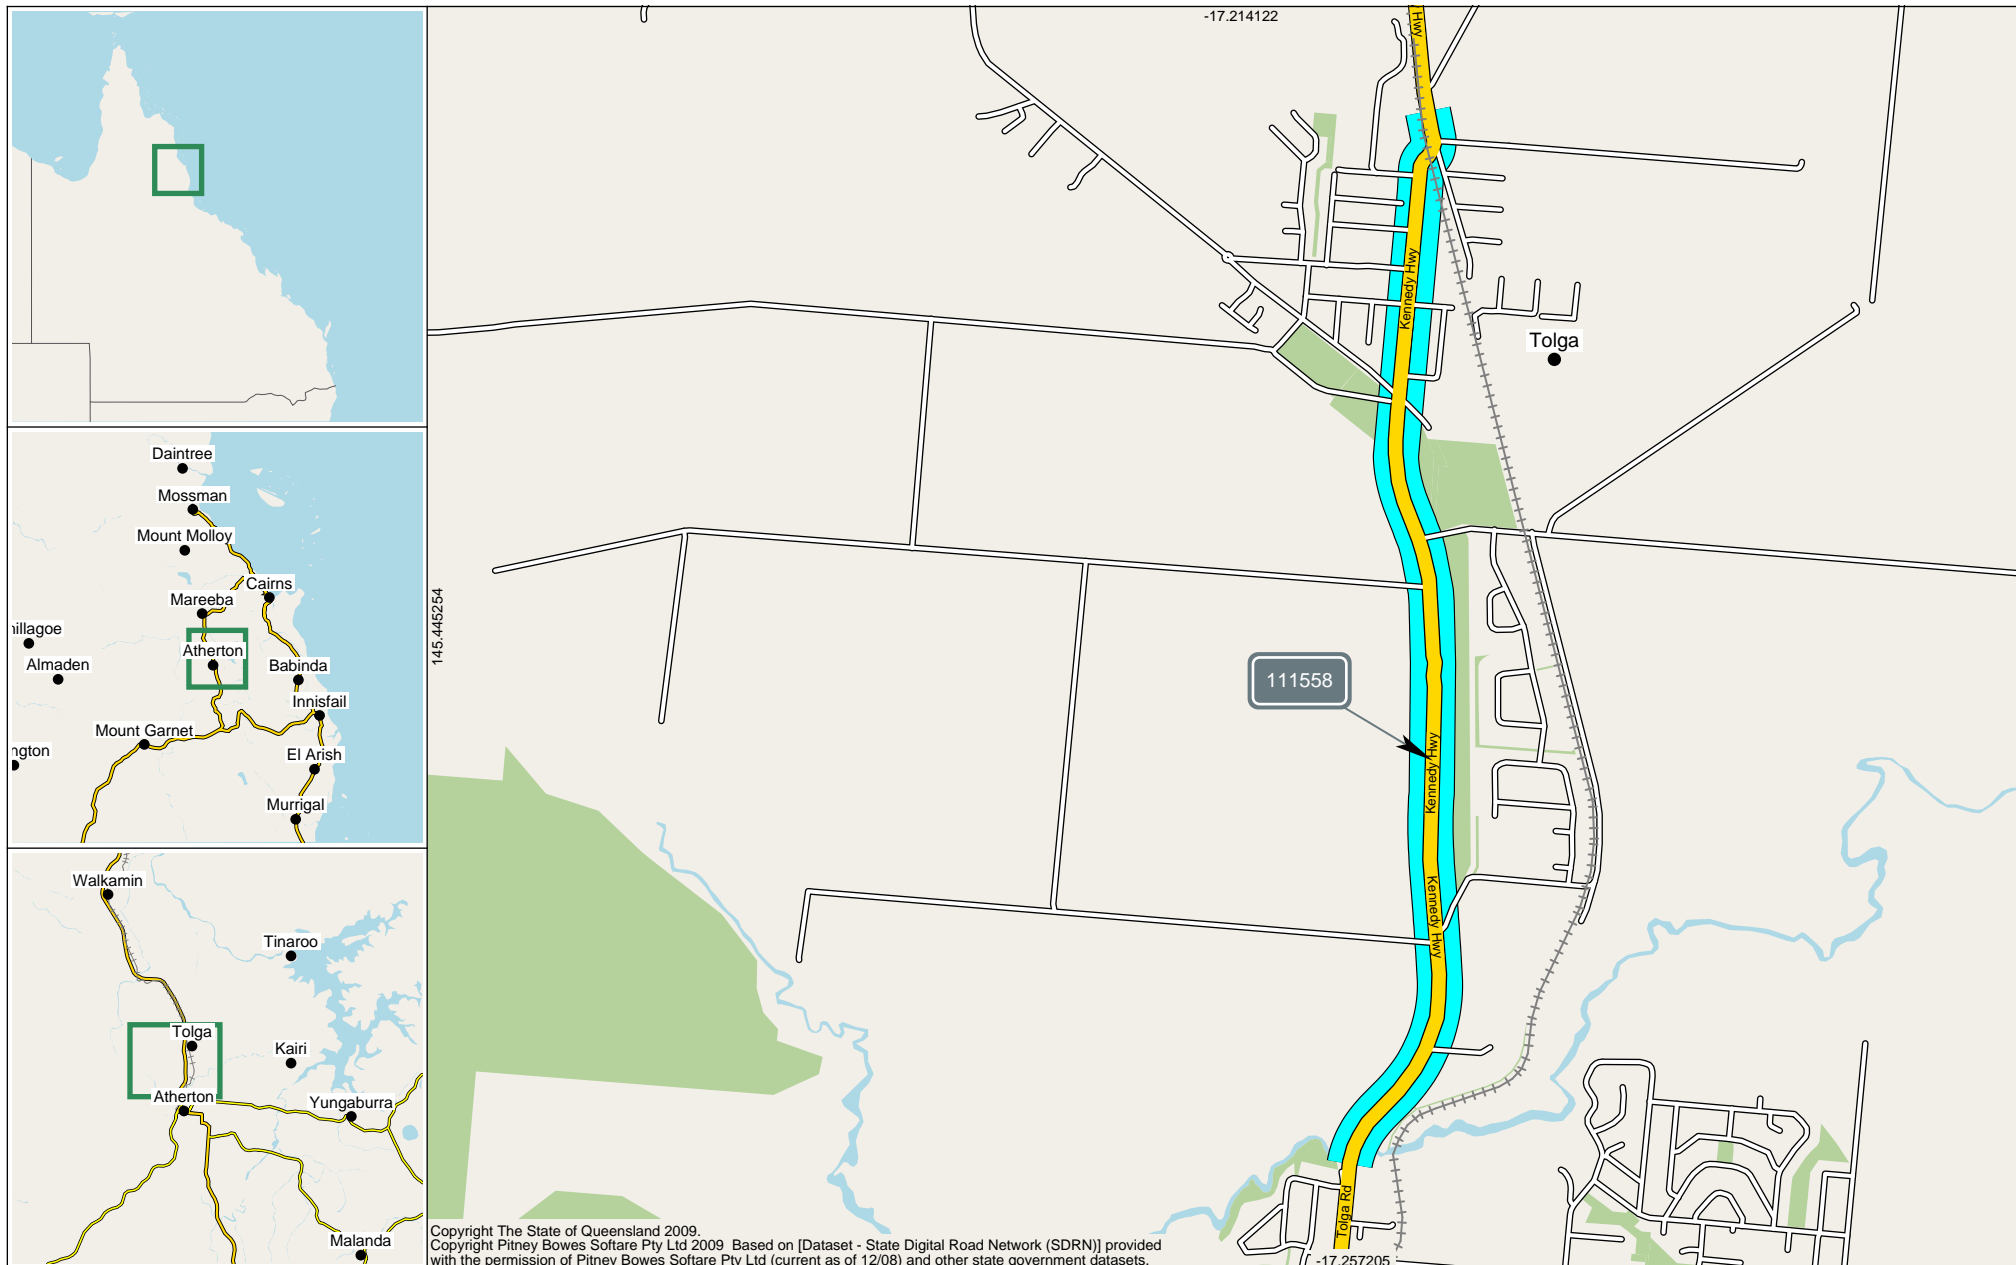 -17.214122
Hwy
Kennedy Hwy
Tolga
Daintree
Mossman
Mount Molloy
Cairns
Mareeba
hillagoe
Atherton
Almaden
Babinda
Innisfail
Mount Garnet
ngton
El Arish
Murrigal
145.445254
111558
Kennedy Hwy
Kennedy Hwy
Walkamin
Tinaroo
Tolga
Kairi
Atherton
Yungaburra
Malanda
Tolga Rd
Copyright The State of Queensland 2009.
Copyright Pitney Bowes Softare Pty Ltd 2009 Based on [Dataset - State Digital Road Network (SDRN)] provided
with the permission of Pitney Bowes Softare Pty Ltd (current as of 12/08) and other state government datasets.
-17.257205